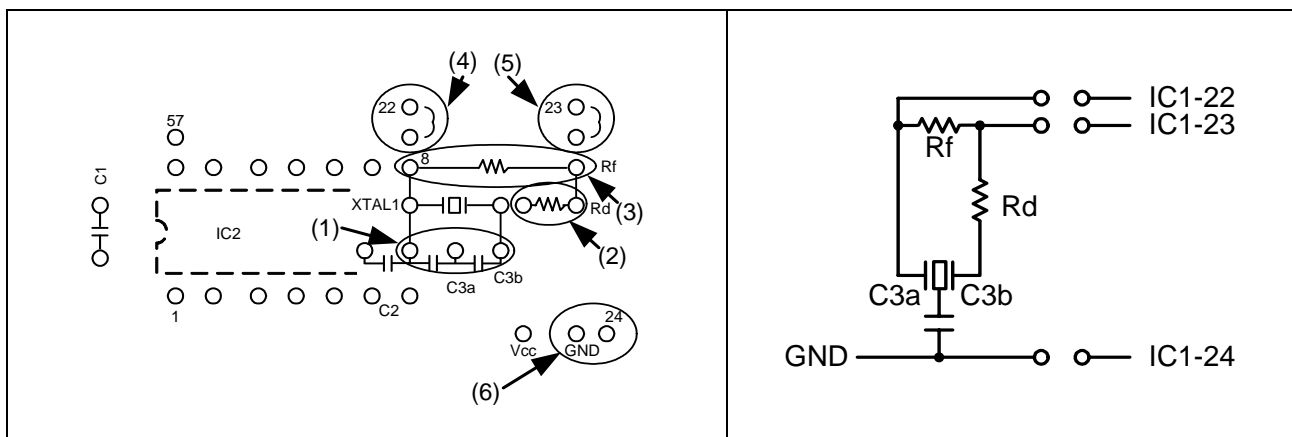 (4)
(5)
22
23
57
8
Rf
C1
XTAL1
Rd
(3)
(1)
IC2
(2)
C3a
C3b
C2
1
24
Vcc
GND
(6)
IC1-22
IC1-23
Rf
Rd
C3a
C3b
GND
IC1-24